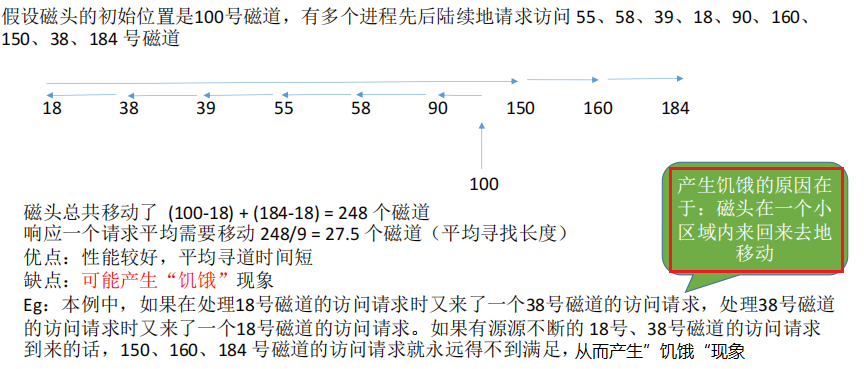 假设磁头的初始位置是100号磁道，有多个进程先后陆续地请求访问 55、58、39、18、90、160、
150、38、184 号磁道
18 38 39 55 58 90 150 160 184
100
产生饥饿的原因在
于：磁头在一个小
区域内来回来去地
移动
磁头总共移动了 (100-18) + (184-18) = 248 个磁道
响应一个请求平均需要移动 248/9 = 27.5 个磁道（平均寻找长度）
优点：性能较好，平均寻道时间短
缺点：可能产生“饥饿”现象
Eg：本例中，如果在处理18号磁道的访问请求时又来了一个38号磁道的访问请求，处理38号磁道
的访问请求时又来了一个18号磁道的访问请求。如果有源源不断的 18号、38号磁道的访问请求
到来的话，150、160、184 号磁道的访问请求就永远得不到满足，从而产生”饥饿“现象